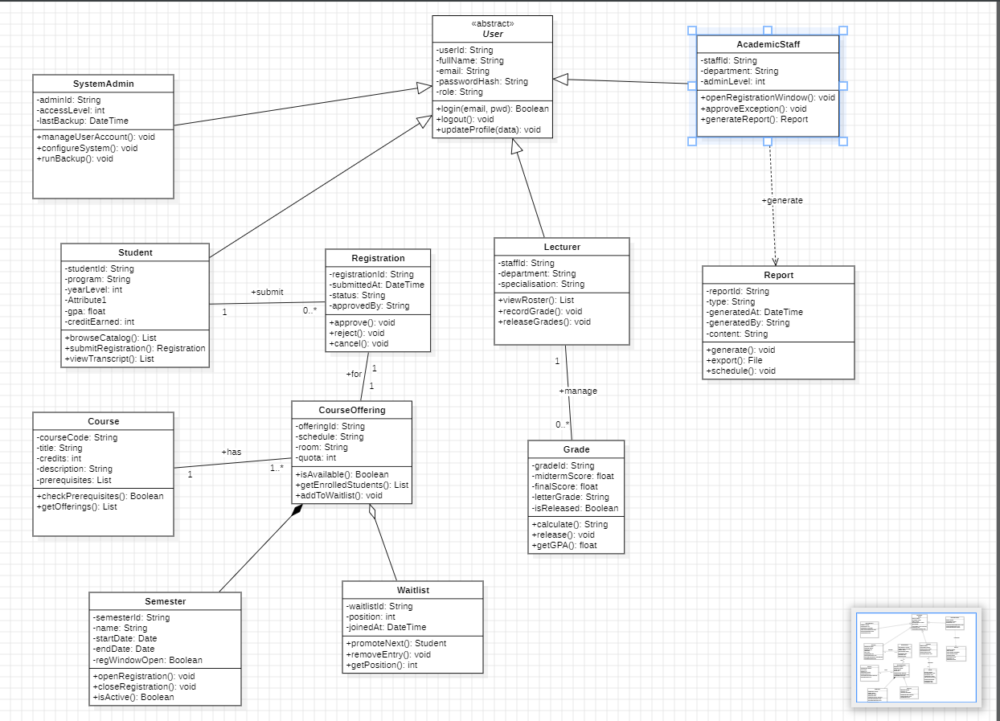 «abstract»
User
-userId: String
-fullName: String
-email: String
-passwordHash: String
-role: String
+login(email, pwd): Boolean
+logout(): void
+updateProfile(data): void
AcademicStaff
-staffId: String
-department: String
-adminLevel: int
+openRegistrationWindow(): void
+approveException(): void
+generateReport(): Report
SystemAdmin
-adminId: String
-accessLevel: int
-lastBackup: DateTime
+manageUserAccount(): void
+configureSystem(): void
+runBackup(): void
+generate
Student
-studentId: String
-program: String
-yearLevel: int
-Attribute1
-gpa: float
-creditEarned: int
+browseCatalog(): List
+submitRegistration(): Registration
+viewTranscript(): List
+submit
1
0..*
Registration
-registrationId: String
-submittedAt: DateTime
-status: String
-approvedBy: String
+approve(): void
+reject(): void
+cancel(): void
Lecturer
-staffId: String
-department: String
-specialisation: String
+viewRoster(): List
+recordGrade(): void
+releaseGrades(): void
Report
-reportId: String
-type: String
-generatedAt: DateTime
-generatedBy: String
-content: String
+generate(): void
+export(): File
+schedule(): void
+for
1
1
1
+manage
0..*
Course
-courseCode: String
-title: String
-credits: int
-description: String
-prerequisites: List
+checkPrerequisites(): Boolean
+getOfferings(): List
+has
1
1..*
CourseOffering
-offeringId: String
-schedule: String
-room: String
-quota: int
+isAvailable(): Boolean
+getEnrolledStudents(): List
+addToWaitlist(): void
Grade
-gradeId: String
-midtermScore: float
-finalScore: float
-letterGrade: String
-isReleased: Boolean
+calculate(): String
+release(): void
+getGPA(): float
Semester
-semesterId: String
-name: String
-startDate: Date
-endDate: Date
-regWindowOpen: Boolean
+openRegistration(): void
+closeRegistration(): void
+isActive(): Boolean
Waitlist
-waitlistId: String
-position: int
-joinedAt: DateTime
+promoteNext(): Student
+removeEntry(): void
+getPosition(): int